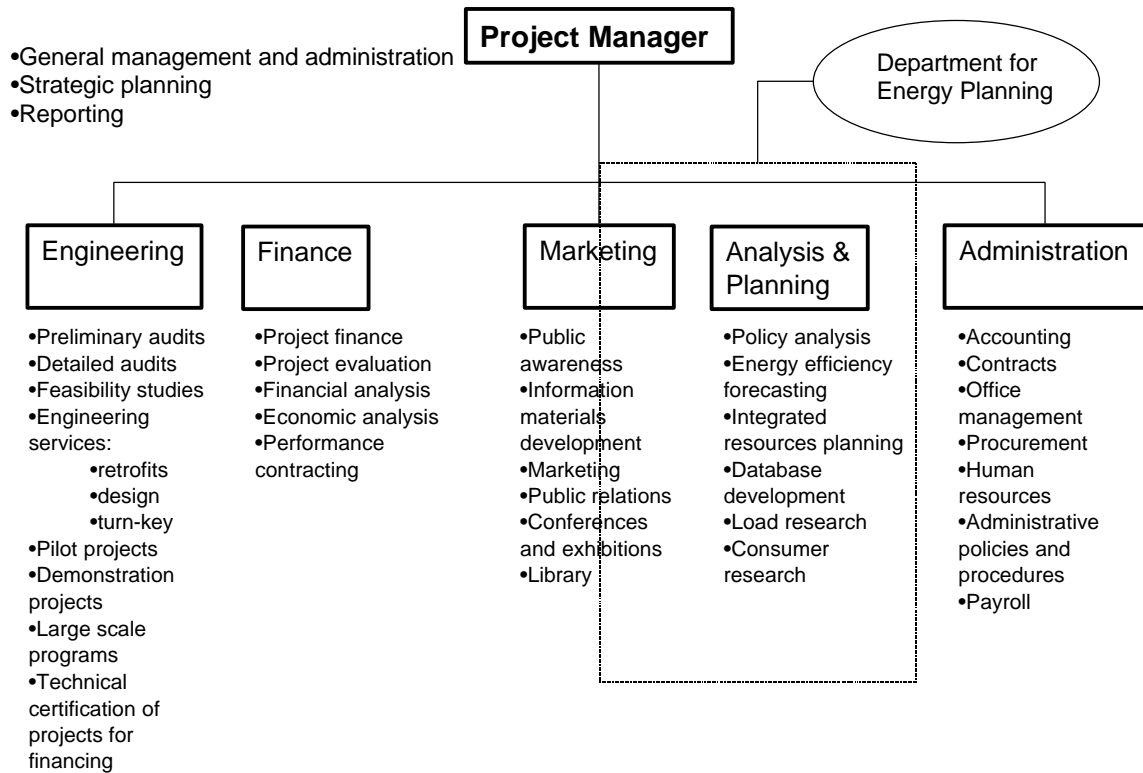 Project Manager
•General management and administration
•Strategic planning
•Reporting
Department for
Energy Planning
Engineering
•Preliminary audits
•Detailed audits
•Feasibility studies
•Engineering
services:
•retrofits
•design
•turn-key
•Pilot projects
•Demonstration
projects
•Large scale
programs
•Technical
certification of
projects for
financing
Finance
•Project finance
•Project evaluation
•Financial analysis
•Economic analysis
•Performance
contracting
Marketing
•Public
awareness
•Information
materials
development
•Marketing
•Public relations
•Conferences
and exhibitions
•Library
Analysis &
Planning
•Policy analysis
•Energy efficiency
forecasting
•Integrated
resources planning
•Database
development
•Load research
•Consumer
research
Administration
•Accounting
•Contracts
•Office
management
•Procurement
•Human
resources
•Administrative
policies and
procedures
•Payroll